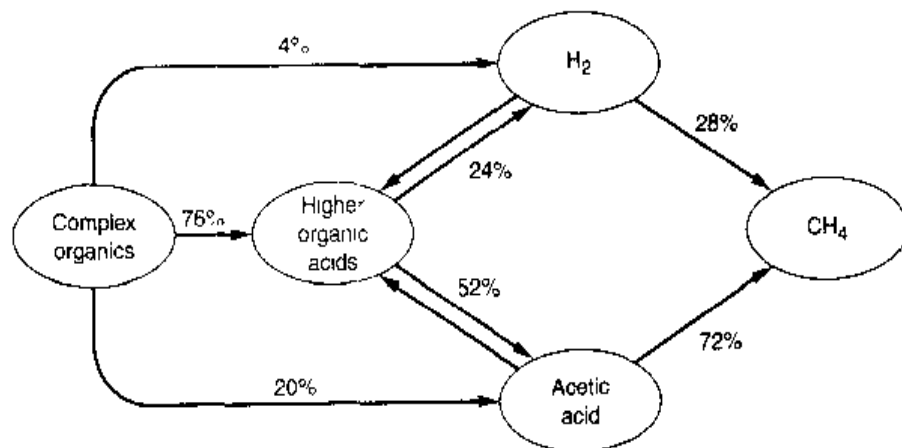 4%
H₂
28%
24%
Complex
organics
76%
Higher
organic
acids
CH₄
52%
72%
20%
Acetic
acid